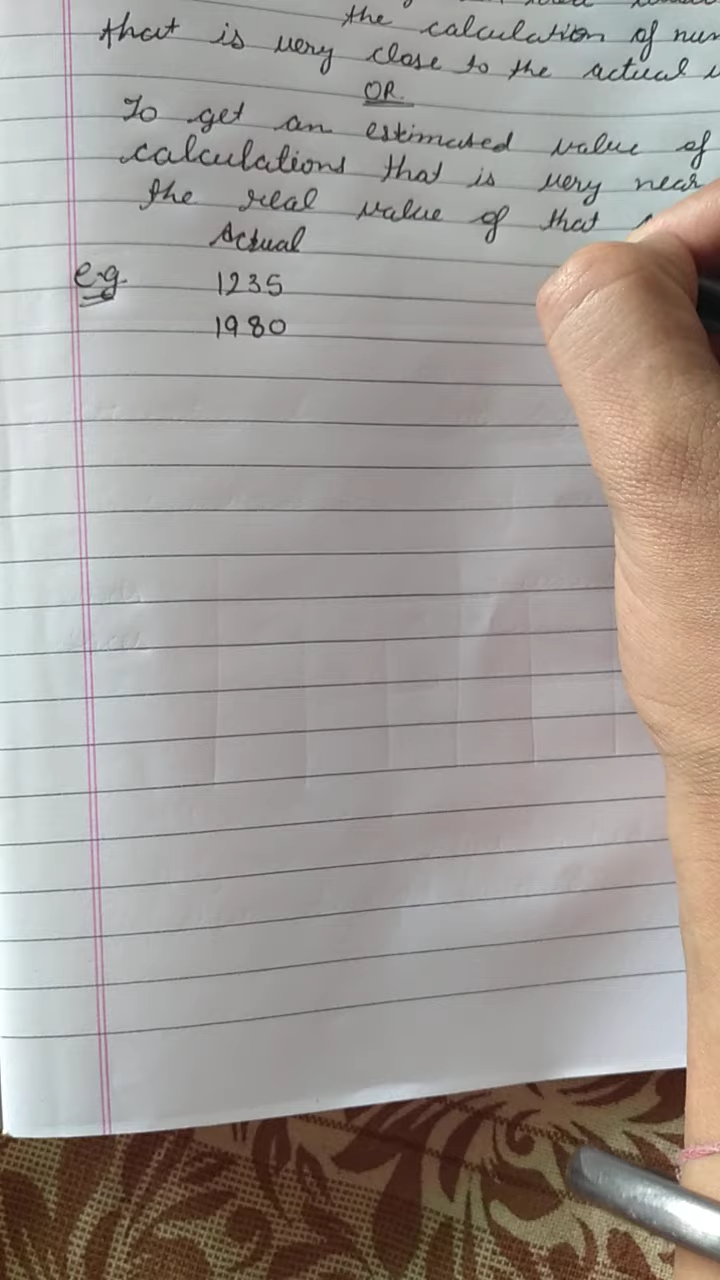 the calculation of num
that is very close to the actual
OR
To get an estimated value of
calculations that is very near
the real value of that
Actual
e.g. 1235
1980